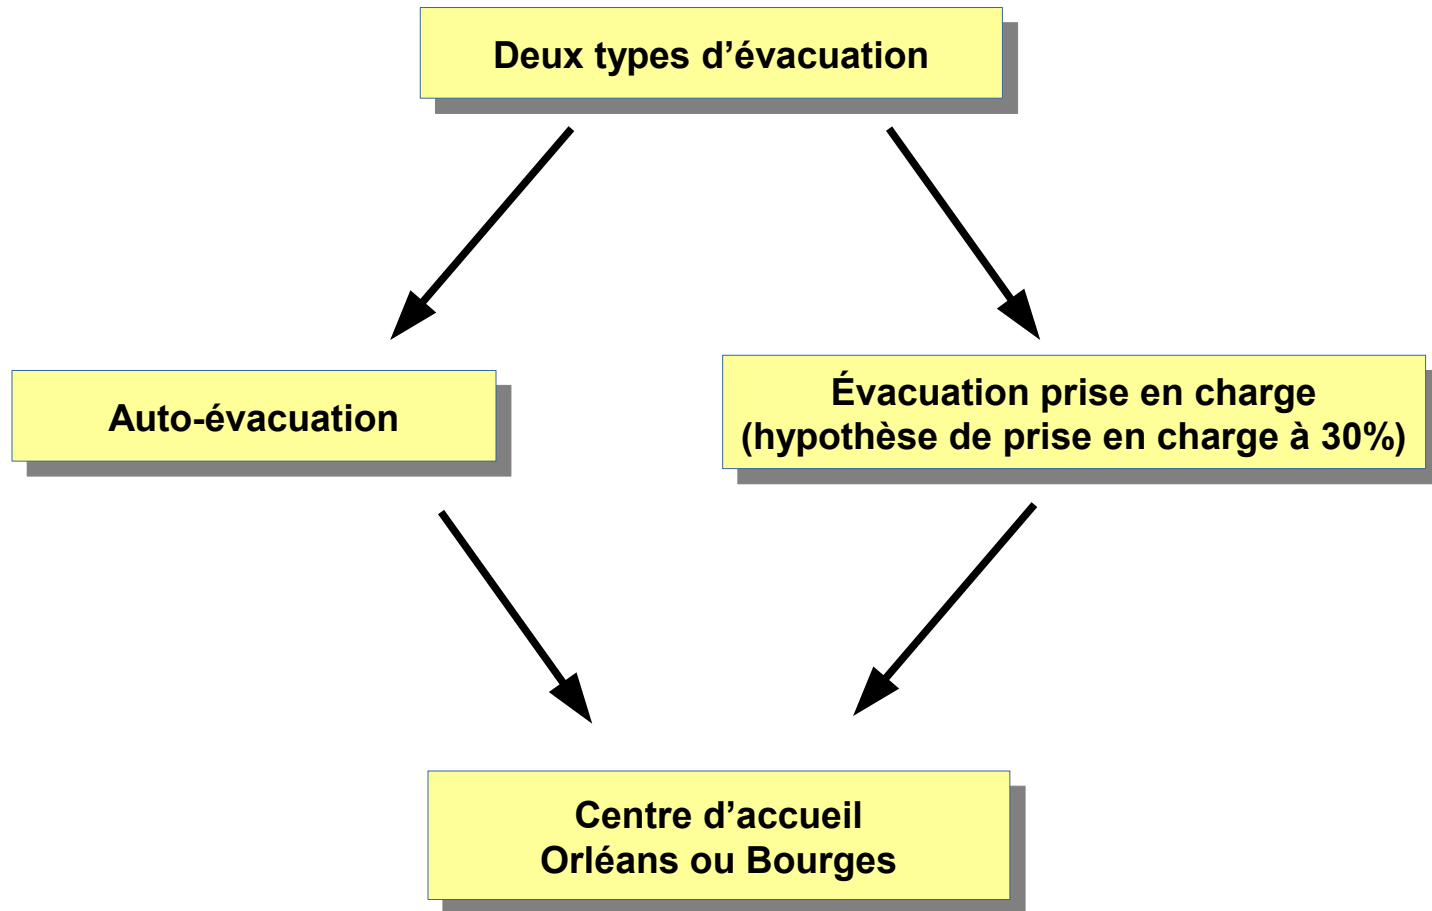 Deux types d’évacuation
Auto-évacuation
Évacuation prise en charge
(hypothèse de prise en charge à 30%)
Centre d’accueil
Orléans ou Bourges